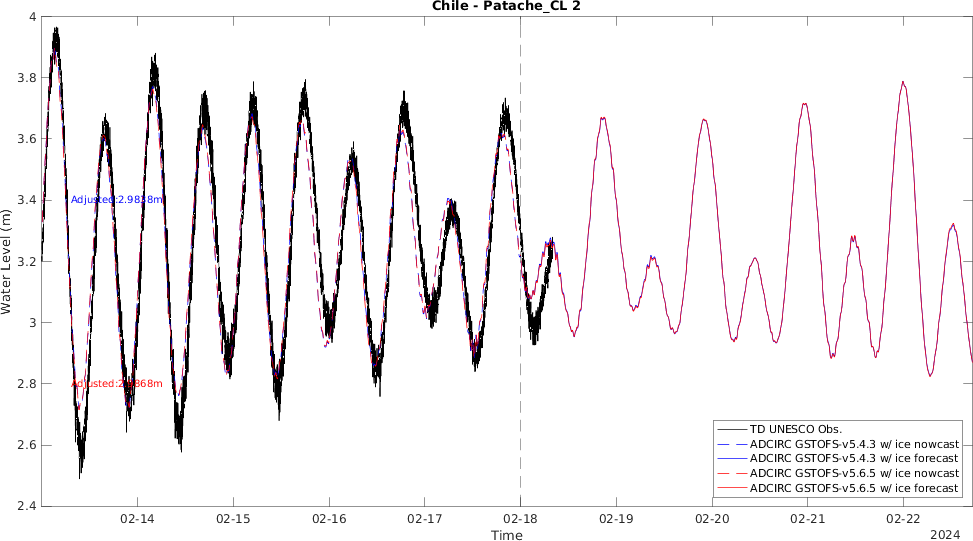 Chile - Patache_CL 2
Water Level (m)
4
3.8
3.6
3.4
3.2
3
2.8
2.6
2.4
Adjusted:2.9838m
m
02-14
02-15
02-16
02-17
02-18
02-19
02-20
02-21
02-22
Time
2024
TD UNESCO Obs.
ADCIRC GSTOFS-v5.4.3 w/ ice nowcast
ADCIRC GSTOFS-v5.4.3 w/ ice forecast
ADCIRC GSTOFS-v5.6.5 w/ ice nowcast
ADCIRC GSTOFS-v5.6.5 w/ ice forecast